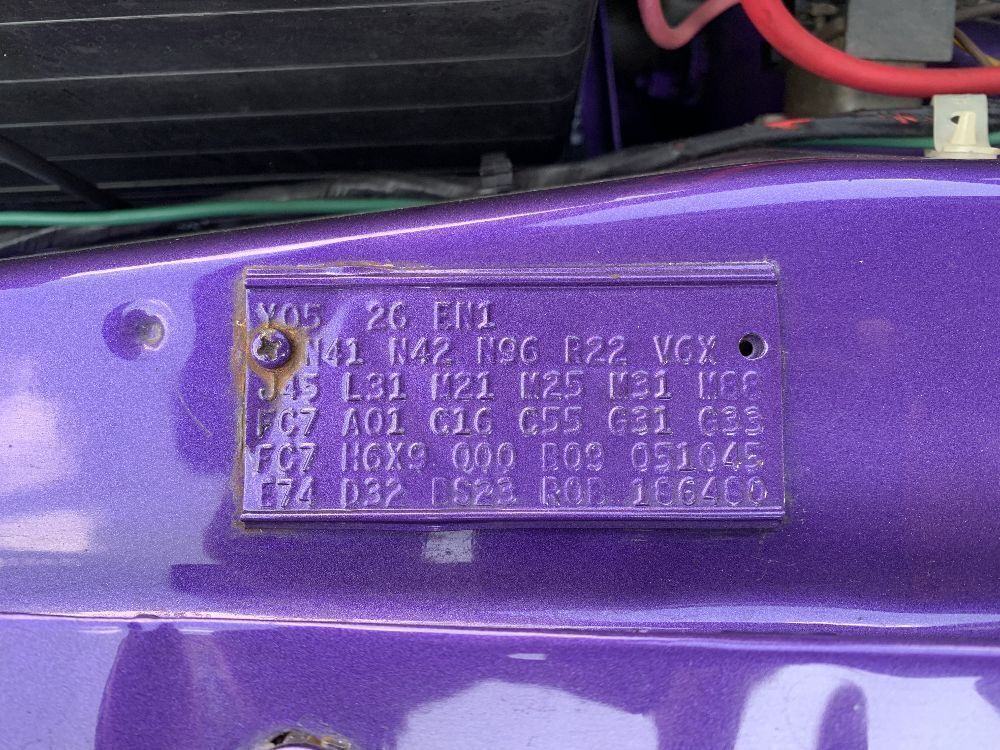 Y05 26 EN1
N41 N42 N96 R22 V6X
J45 L31 M21 M25 M31 M88
FC7 A01 C16 C55 G31 G33
FC7 H6X9 000 B09 051045
E74 D32 BS23 R0B 186480